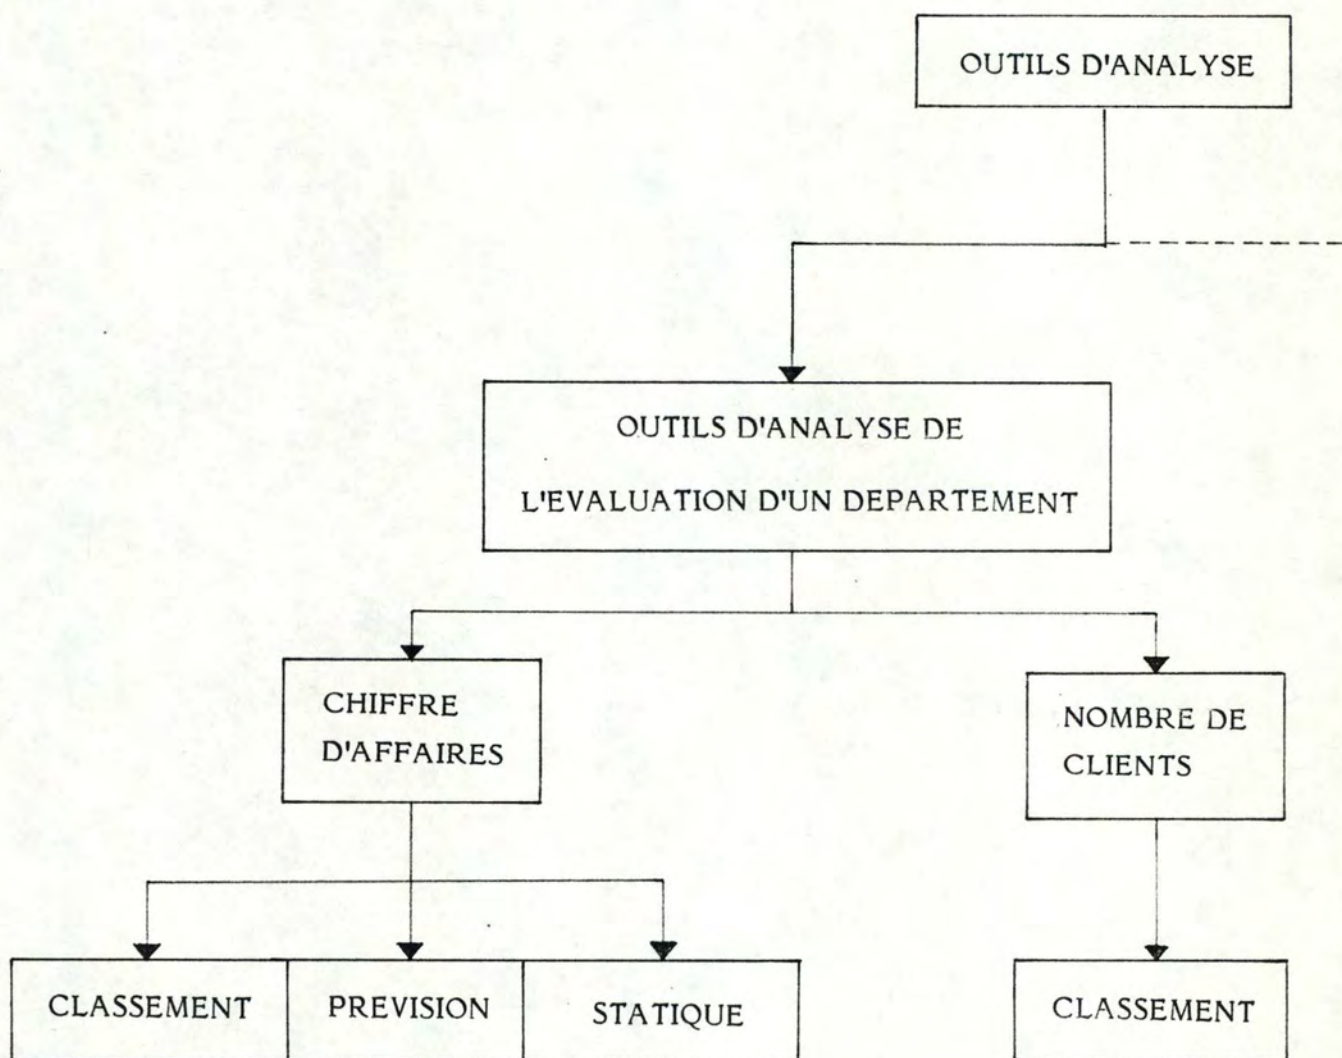 OUTILS D'ANALYSE
OUTILS D'ANALYSE DE
L'EVALUATION D'UN DEPARTEMENT
CHIFFRE
D'AFFAIRES
NOMBRE DE
CLIENTS
CLASSEMENT
PREVISION
STATIQUE
CLASSEMENT